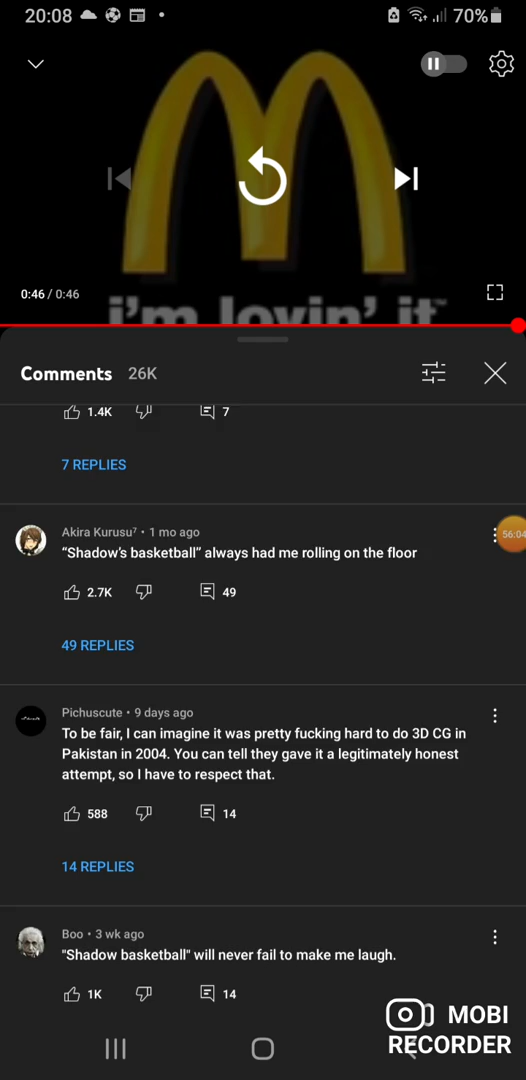 20:08
70%
0:46 / 0:46
i'm lovin' it™
Comments 26K
1.4K 7
7 REPLIES
Akira Kurusu⁷ • 1 mo ago
56:04
“Shadow's basketball” always had me rolling on the floor
2.7K 49
49 REPLIES
Pichuscute • 9 days ago
To be fair, I can imagine it was pretty fucking hard to do 3D CG in
Pakistan in 2004. You can tell they gave it a legitimately honest
attempt, so I have to respect that.
588 14
14 REPLIES
Boo • 3 wk ago
"Shadow basketball" will never fail to make me laugh.
1K 14
MOBI
RECORDER